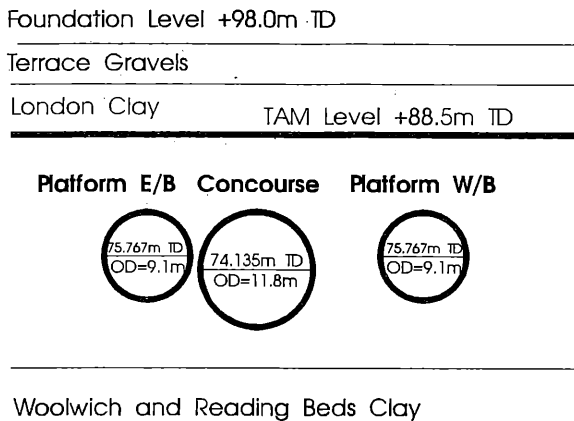 Foundation Level +98.0m TD
Terrace Gravels
London Clay TAM Level +88.5m TD
Platform E/B Concourse Platform W/B
75.767m TD
OD=9.1m
74.135m TD
OD=11.8m
75.767m TD
OD=9.1m
Woolwich and Reading Beds Clay